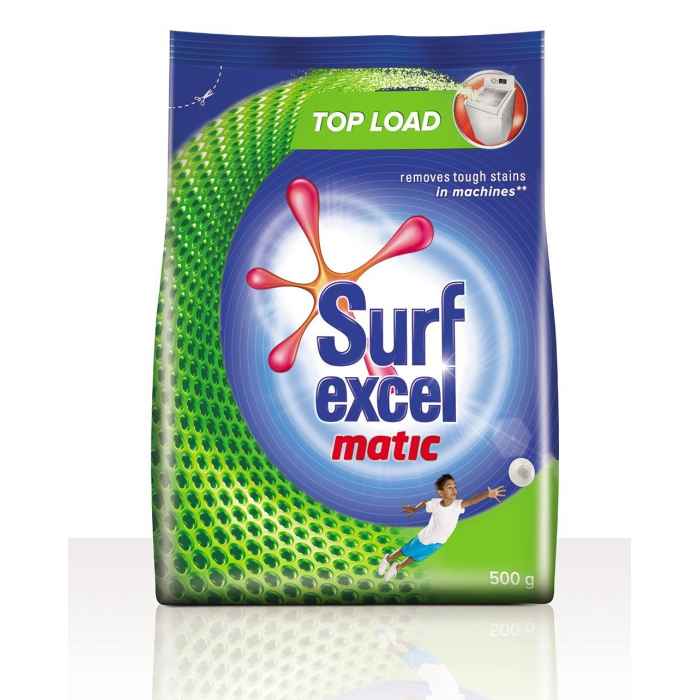 TOP LOAD
removes tough stains
in machines**
Surf
excel
matic
500 g